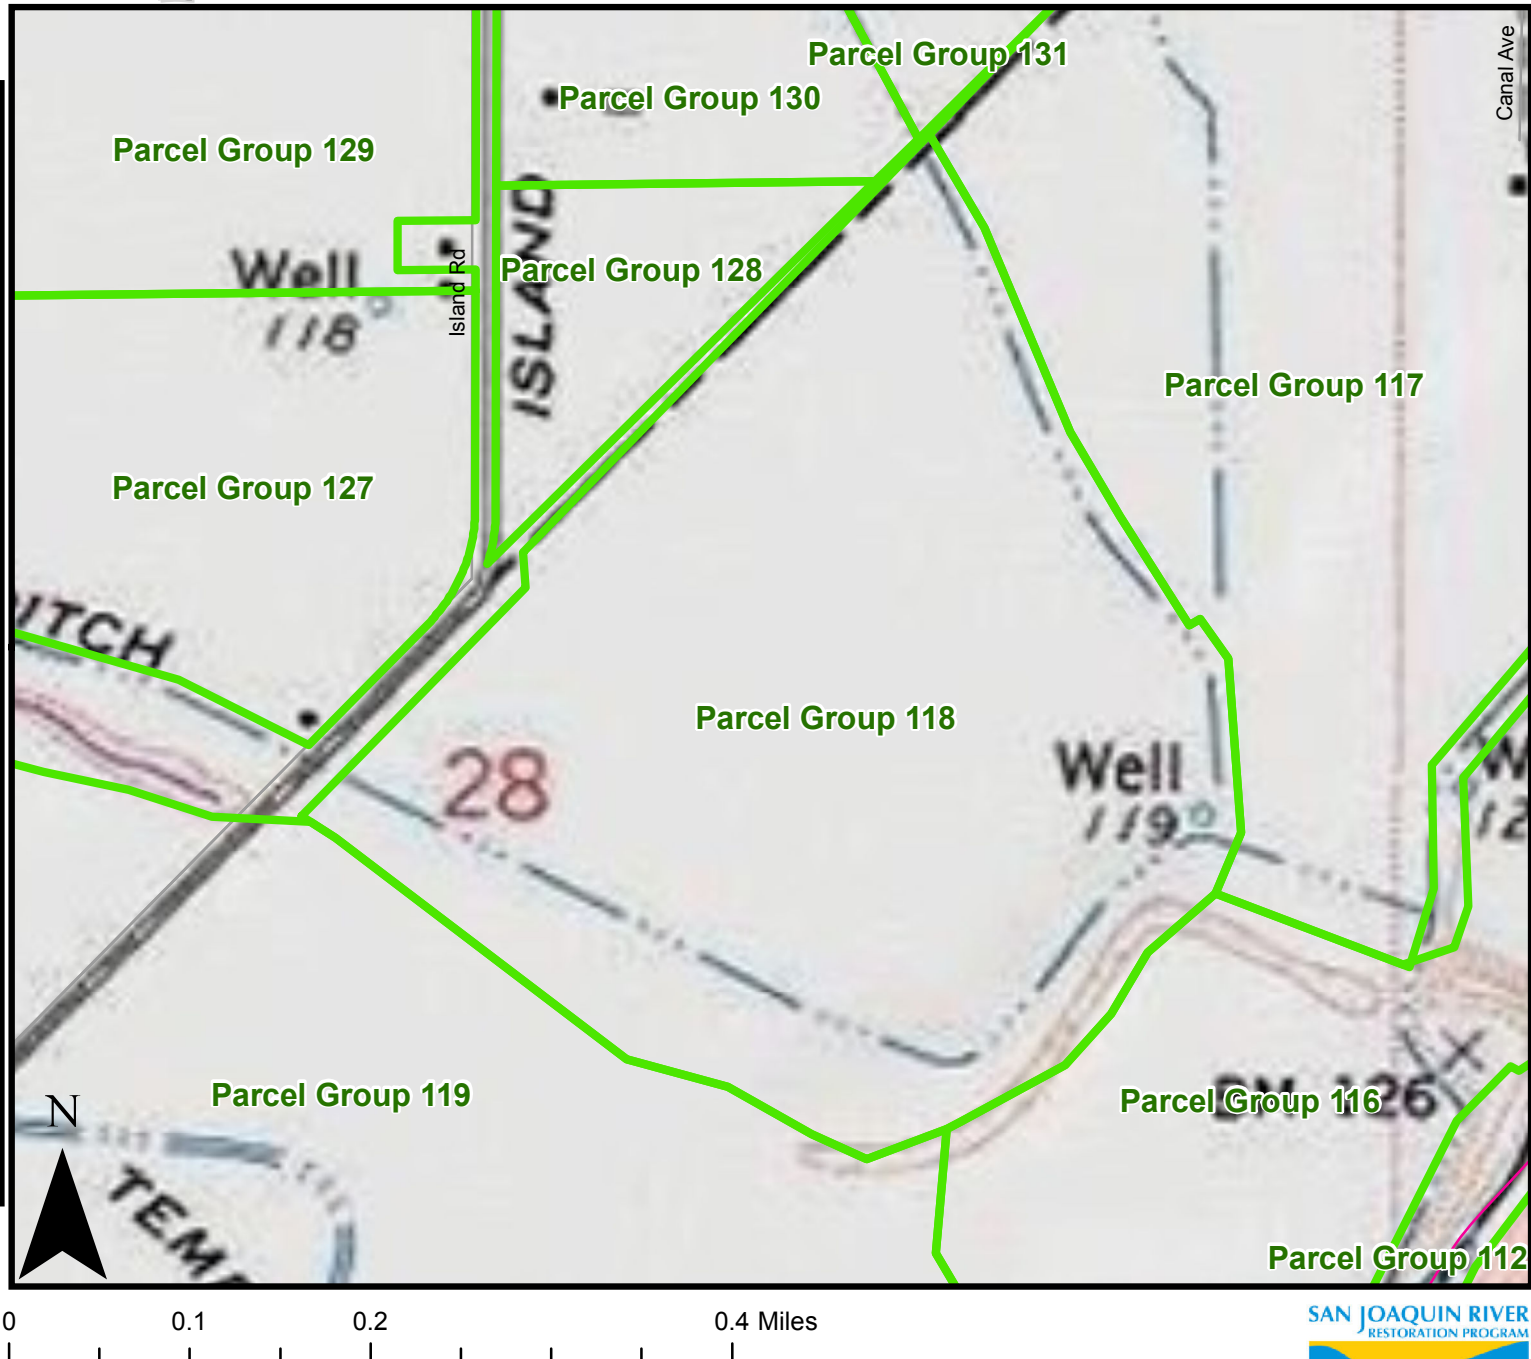 Canal Ave
Parcel Group 131
Parcel Group 130
Parcel Group 129
ISLAND
Well
118
Island Rd
Parcel Group 128
Parcel Group 117
Parcel Group 127
Parcel Group 118
28
Well
119
Parcel Group 119
Parcel Group 116
N
Parcel Group 112
0 0.1 0.2 0.4 Miles
SAN JOAQUIN RIVER
RESTORATION PROGRAM